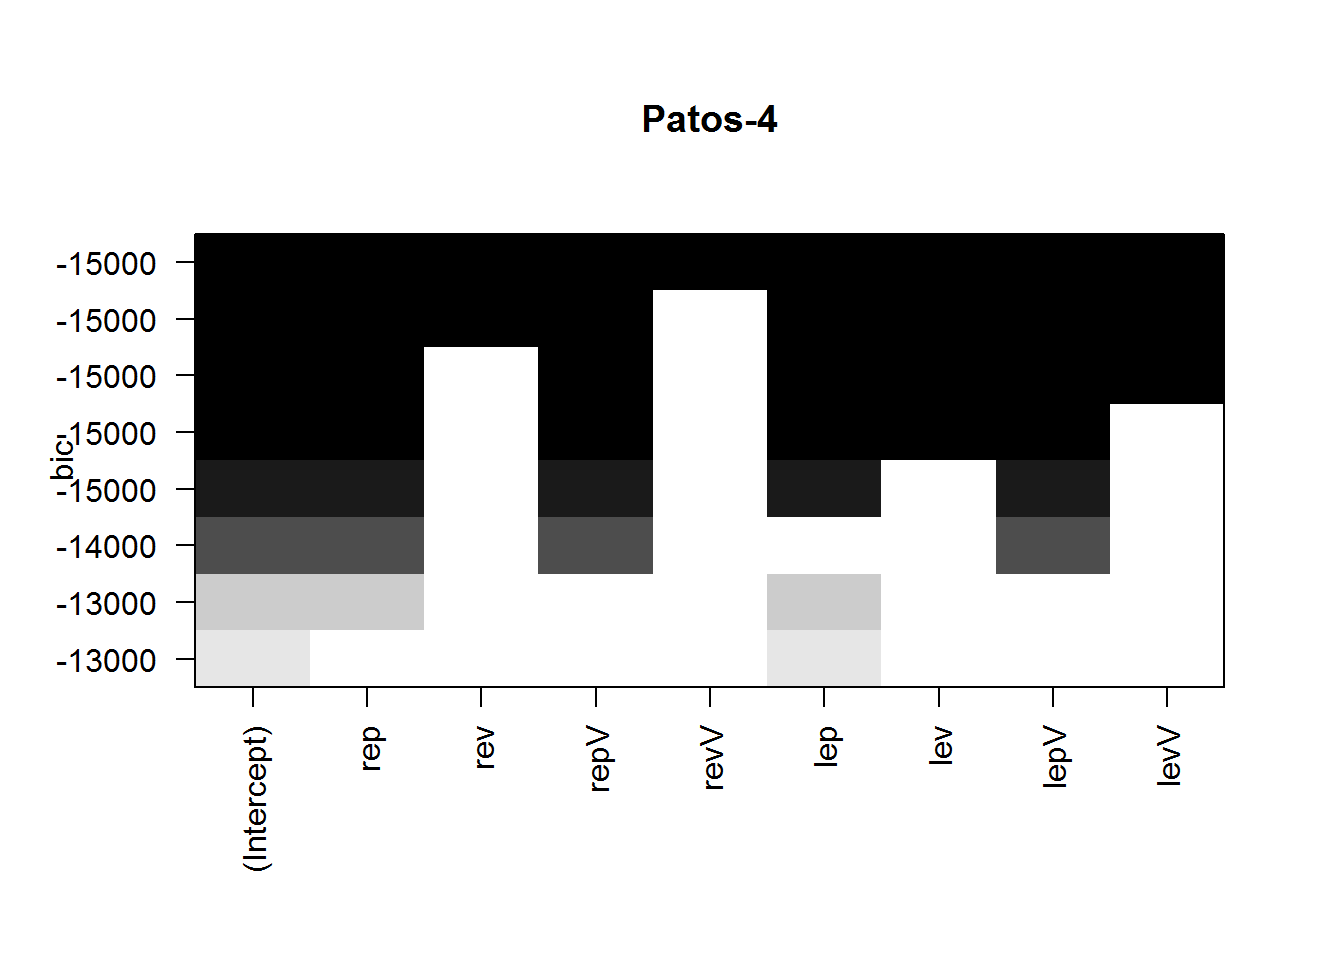 Patos-4
-15000
-15000
-15000
-15000
-15000
-14000
-13000
-13000
bic
(Intercept)
rep
rev
repV
revV
lep
lev
lepV
levV